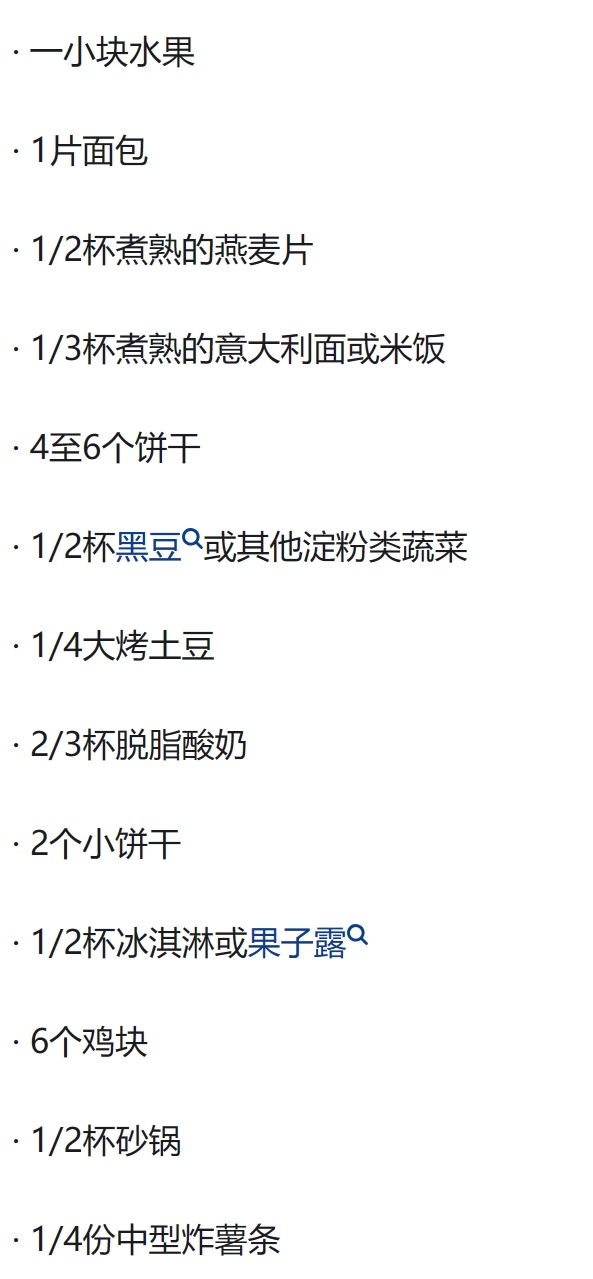 · 一小块水果
· 1片面包
· 1/2杯煮熟的燕麦片
· 1/3杯煮熟的意大利面或米饭
· 4至6个饼干
· 1/2杯黑豆或其他淀粉类蔬菜
· 1/4大烤土豆
· 2/3杯脱脂酸奶
· 2个小饼干
· 1/2杯冰淇淋或果子露
· 6个鸡块
· 1/2杯砂锅
· 1/4份中型炸薯条